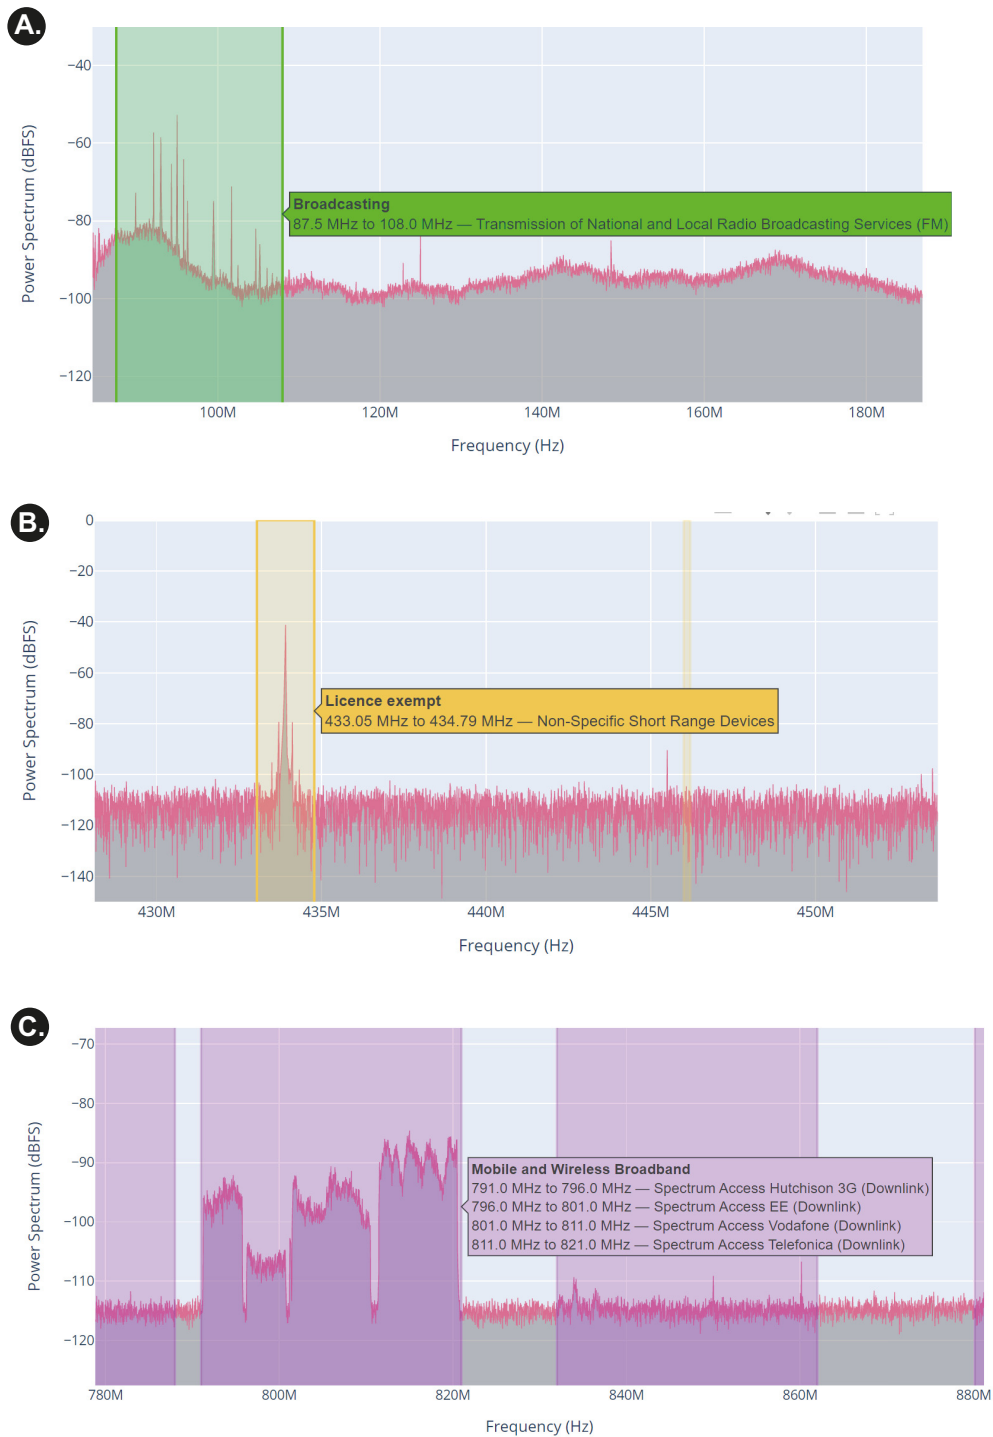 A.
−40
−60
−80
−100
−120
Power Spectrum (dBFS)
Broadcasting
87.5 MHz to 108.0 MHz — Transmission of National and Local Radio Broadcasting Services (FM)
100M
120M
140M
160M
180M
Frequency (Hz)
B.
0
−20
−40
−60
−80
−100
−120
−140
Power Spectrum (dBFS)
Licence exempt
433.05 MHz to 434.79 MHz — Non-Specific Short Range Devices
430M
435M
440M
445M
450M
Frequency (Hz)
C.
−70
−80
−90
−100
−110
−120
Power Spectrum (dBFS)
Mobile and Wireless Broadband
791.0 MHz to 796.0 MHz — Spectrum Access Hutchison 3G (Downlink)
796.0 MHz to 801.0 MHz — Spectrum Access EE (Downlink)
801.0 MHz to 811.0 MHz — Spectrum Access Vodafone (Downlink)
811.0 MHz to 821.0 MHz — Spectrum Access Telefonica (Downlink)
780M
800M
820M
840M
860M
880M
Frequency (Hz)